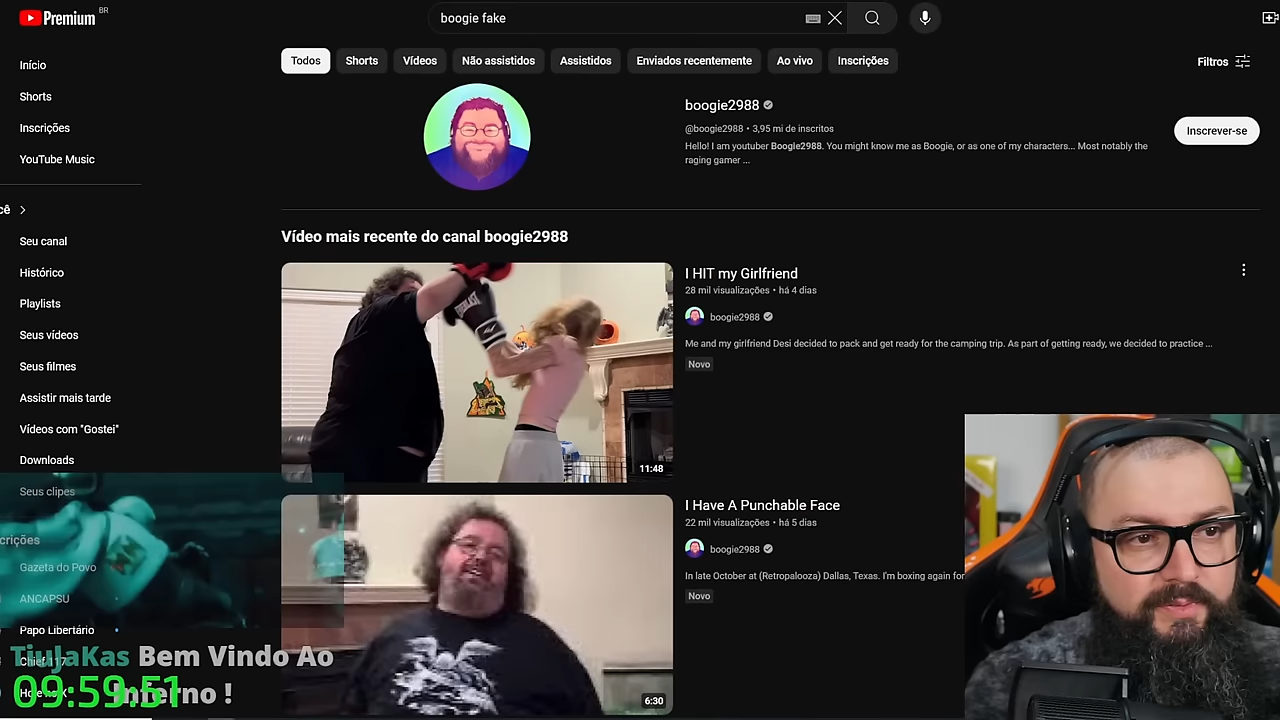 Premium BR
boogie fake
Todos
Shorts
Vídeos
Não assistidos
Assistidos
Enviados recentemente
Ao vivo
Inscrições
Filtros
Início
Shorts
Inscrições
YouTube Music
cê
Seu canal
Histórico
Playlists
Seus vídeos
Seus filmes
Assistir mais tarde
Vídeos com "Gostei"
Downloads
Seus clipes
crições
Gazeta do Povo
ANCAPSU
Papo Libertário
boogie2988
@boogie2988 • 3,95 mi de inscritos
Hello! I am youtuber Boogie2988. You might know me as Boogie, or as one of my characters... Most notably the
raging gamer ...
Inscrever-se
Vídeo mais recente do canal boogie2988
11:48
I HIT my Girlfriend
28 mil visualizações • há 4 dias
boogie2988
Me and my girlfriend Desi decided to pack and get ready for the camping trip. As part of getting ready, we decided to practice ...
Novo
6:30
I Have A Punchable Face
22 mil visualizações • há 5 dias
boogie2988
In late October at (Retropalooza) Dallas, Texas. I'm boxing again for
Novo
TiuJaKas Bem Vindo Ao
Inferno !
09:59:51